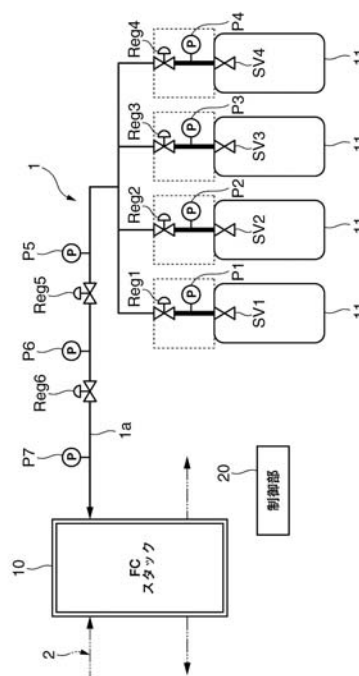 1
P7
Reg6
P6
Reg5
P5
1a
Reg1
Reg2
Reg3
Reg4
P
P
P
P
P
P
P
P1
P2
P3
P4
SV1
SV2
SV3
SV4
11
11
11
11
10
2
FC
スタック
20
制御部